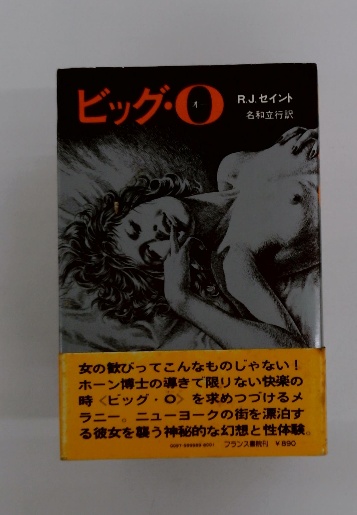 ビッグ・O
R.J.セイント
名和立行訳
女の歓びってこんなものじゃない！
ホーン博士の導きで限りない快楽の
時〈ビッグ・O〉を求めつづけるメ
ラニー。ニューヨークの街を漂泊す
る彼女を襲う神秘的な幻想と性体験。
フランス書院刊 ¥890